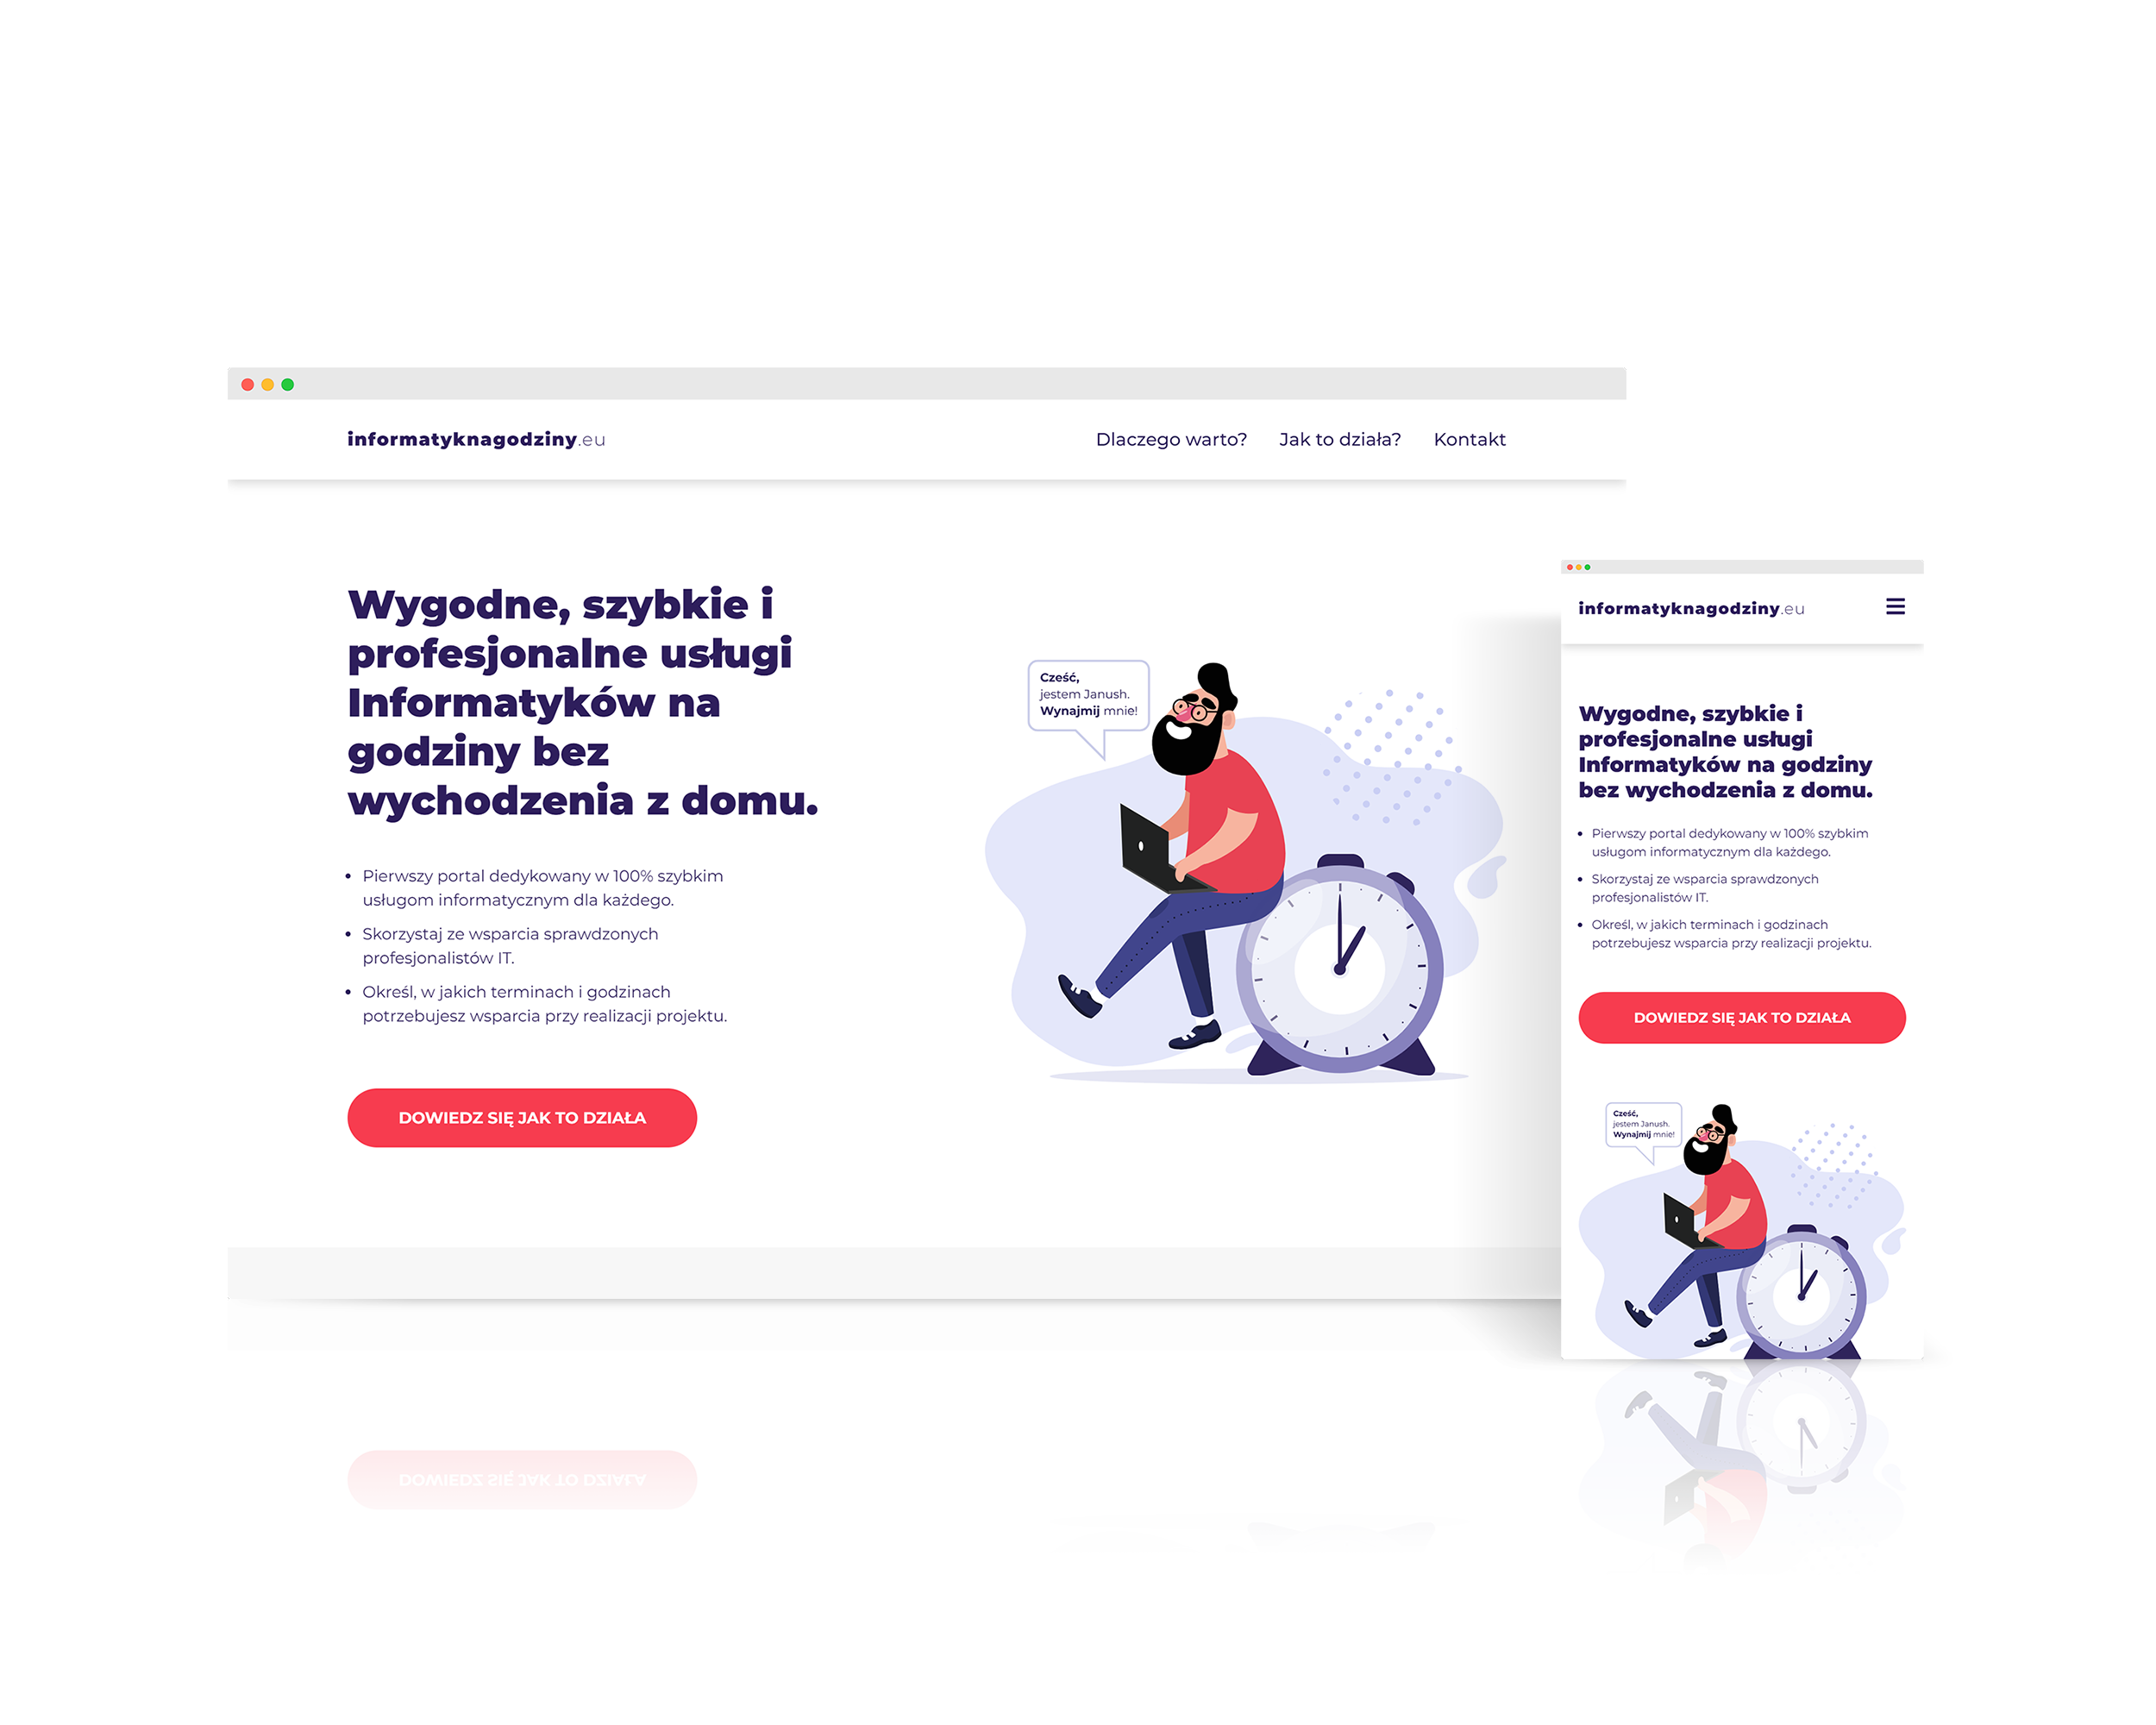 informatyknagodziny.eu
Dlaczego warto? Jak to działa? Kontakt
Wygodne, szybkie i
profesjonalne usługi
Informatyków na
godziny bez
wychodzenia z domu.
• Pierwszy portal dedykowany w 100% szybkim
usługom informatycznym dla każdego.
• Skorzystaj ze wsparcia sprawdzonych
profesjonalistów IT.
• Określ, w jakich terminach i godzinach
potrzebujesz wsparcia przy realizacji projektu.
DOWIEDZ SIĘ JAK TO DZIAŁA
Cześć,
jestem Janush.
Wynajmij mnie!
informatyknagodziny.eu
Wygodne, szybkie i
profesjonalne usługi
Informatyków na godziny
bez wychodzenia z domu.
• Pierwszy portal dedykowany w 100% szybkim
usługom informatycznym dla każdego.
• Skorzystaj ze wsparcia sprawdzonych
profesjonalistów IT.
• Określ, w jakich terminach i godzinach
potrzebujesz wsparcia przy realizacji projektu.
DOWIEDZ SIĘ JAK TO DZIAŁA
Cześć,
jestem Janush.
Wynajmij mnie!
DOWIEDZ SIĘ JAK TO DZIAŁA